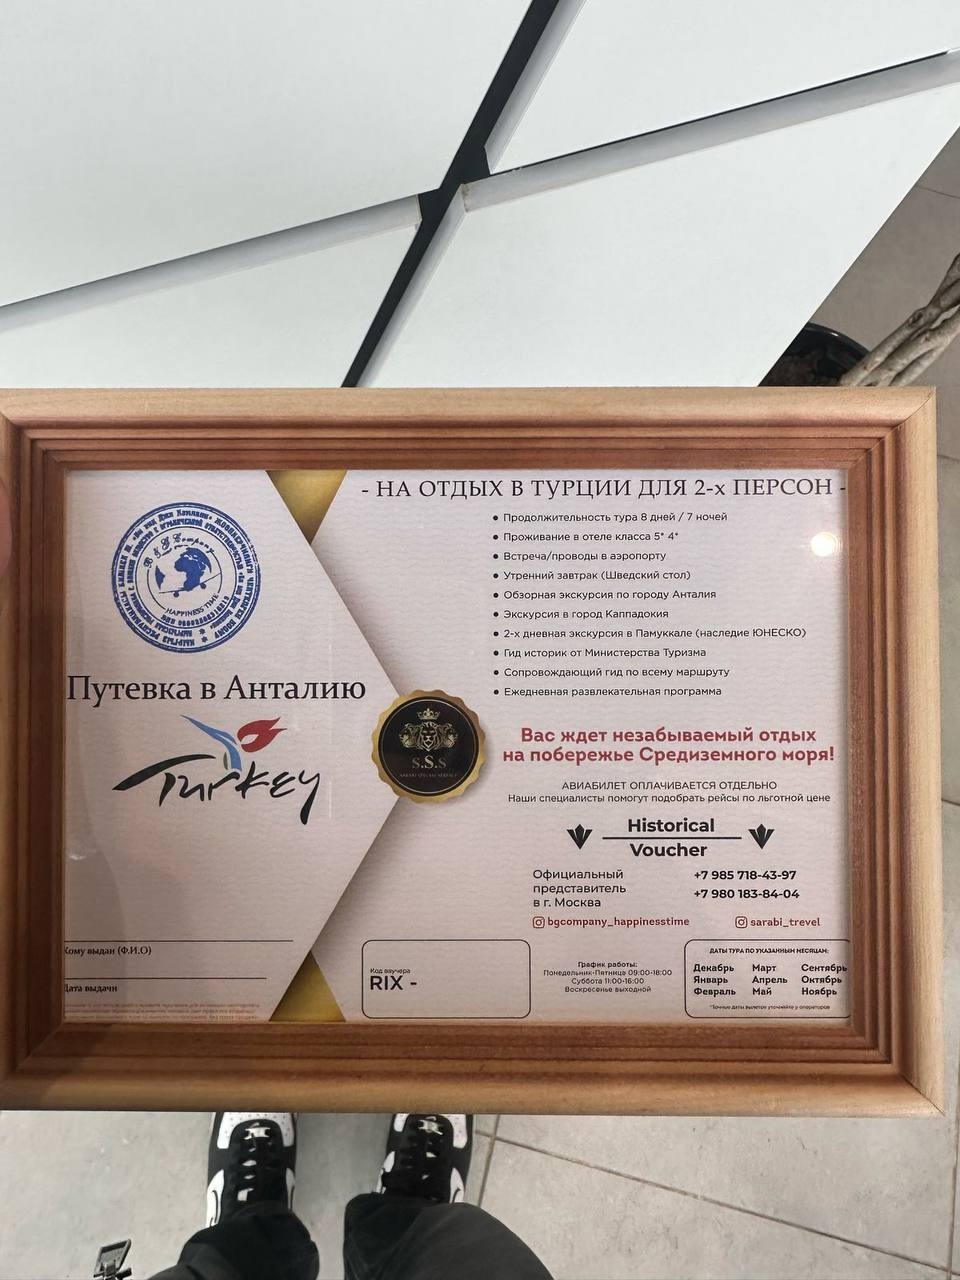 - НА ОТДЫХ В ТУРЦИИ ДЛЯ 2-х ПЕРСОН -
• Продолжительность тура 8 дней / 7 ночей
• Проживание в отеле класса 5* 4*
• Встреча/проводы в аэропорту
• Утренний завтрак (Шведский стол)
• Обзорная экскурсия по городу Анталия
• Экскурсия в город Каппадокия
• 2-х дневная экскурсия в Памуккале (наследие ЮНЕСКО)
• Гид историк от Министерства Туризма
• Сопровождающий гид по всему маршруту
• Ежедневная развлекательная программа
B & G Company
HAPPINESS TIME
Путевка в Анталию
Turkey
S.S.S
Вас ждет незабываемый отдых
на побережье Средиземного моря!
АВИАБИЛЕТ ОПЛАЧИВАЕТСЯ ОТДЕЛЬНО
Наши специалисты помогут подобрать рейсы по льготной цене
Historical
Voucher
Официальный
представитель
в г. Москва
+7 985 718-43-97
+7 980 183-84-04
bgcompany_happinesstime
sarabi_trevel
Кому выдан (Ф.И.О)
Дата выдачи
Код ваучера
RIX -
График работы:
Понедельник-Пятница 09:00-18:00
Суббота 11:00-16:00
Воскресенье выходной
ДАТЫ ТУРА ПО УКАЗАННЫМ МЕСЯЦАМ:
Декабрь Март Сентябрь
Январь Апрель Октябрь
Февраль Май Ноябрь
*Точные даты вылетов уточняйте у операторов